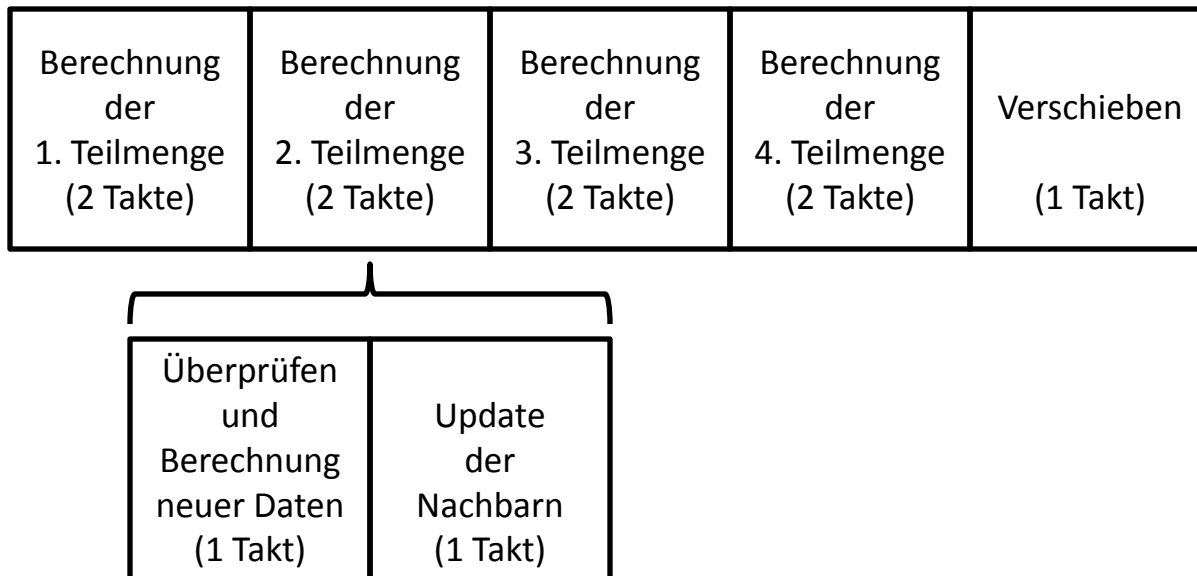 Berechnung
der
1. Teilmenge
(2 Takte)
Berechnung
der
2. Teilmenge
(2 Takte)
Berechnung
der
3. Teilmenge
(2 Takte)
Berechnung
der
4. Teilmenge
(2 Takte)
Verschieben
(1 Takt)
Überprüfen
und
Berechnung
neuer Daten
(1 Takt)
Update
der
Nachbarn
(1 Takt)